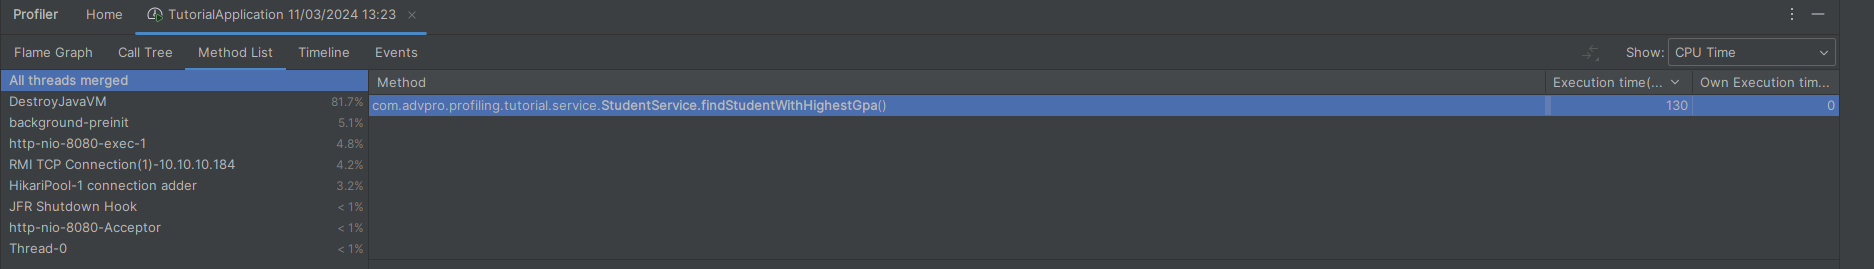 Profiler Home TutorialApplication 11/03/2024 13:23
Flame Graph Call Tree Method List Timeline Events Show: CPU Time
All threads merged
DestroyJavaVM 81.7%
background-preinit 5.1%
http-nio-8080-exec-1 4.8%
RMI TCP Connection(1)-10.10.10.184 4.2%
HikariPool-1 connection adder 3.2%
JFR Shutdown Hook < 1%
http-nio-8080-Acceptor < 1%
Thread-0 < 1%
Method Execution time(... Own Execution tim...
com.advpro.profiling.tutorial.service.StudentService.findStudentWithHighestGpa() 130 0